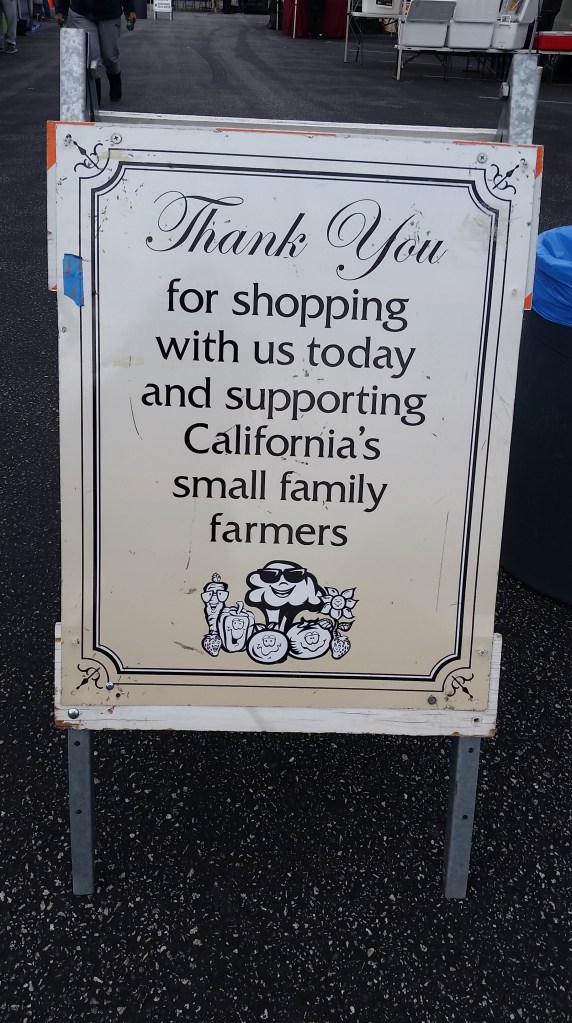 Thank You
for shopping
with us today
and supporting
California's
small family
farmers